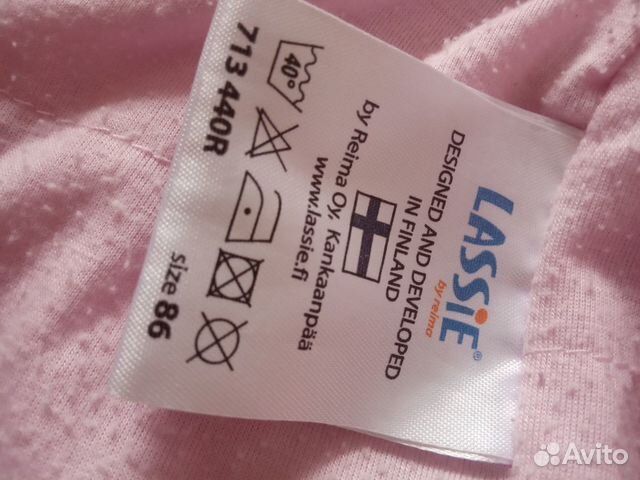 LASSiE®
by reima
DESIGNED AND DEVELOPED
IN FINLAND
by Reima Oy, Kankaanpää
www.lassie.fi
40°
713 440R
size 86
Avito